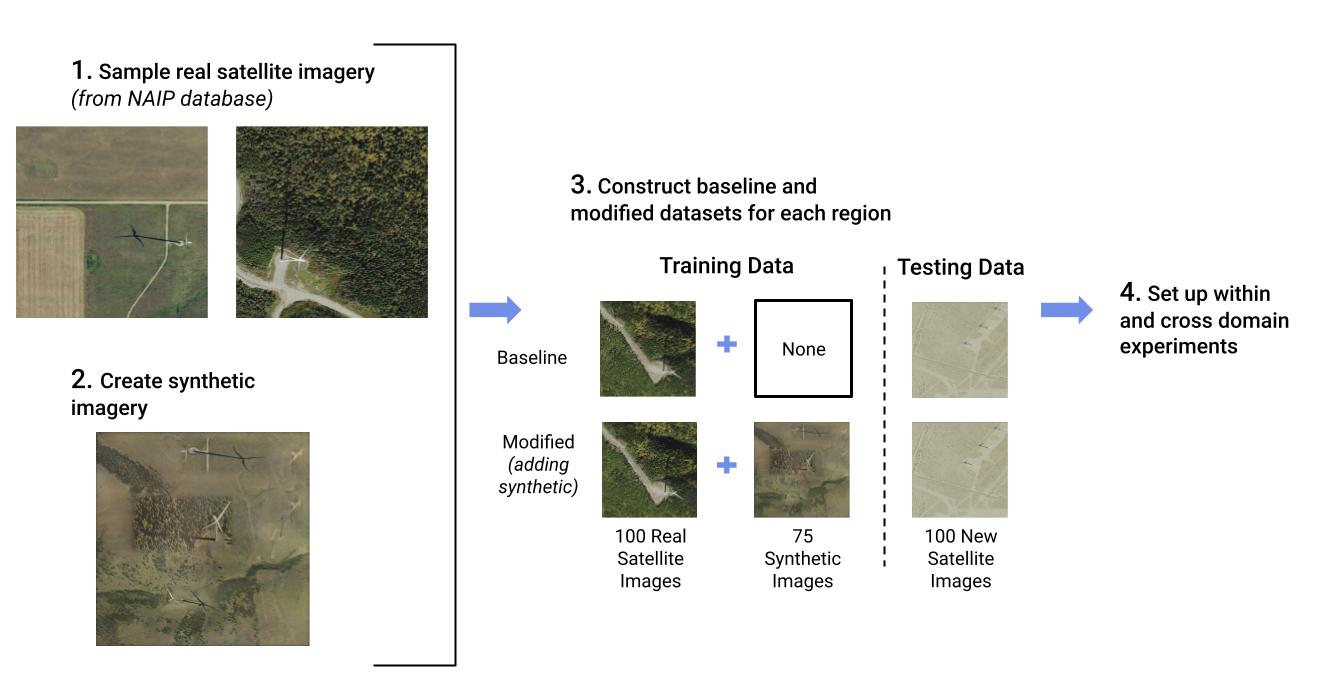 1. Sample real satellite imagery
(from NAIP database)
2. Create synthetic
imagery
3. Construct baseline and
modified datasets for each region
Training Data
Testing Data
Baseline
None
Modified
(adding
synthetic)
100 Real
Satellite
Images
75
Synthetic
Images
100 New
Satellite
Images
4. Set up within
and cross domain
experiments